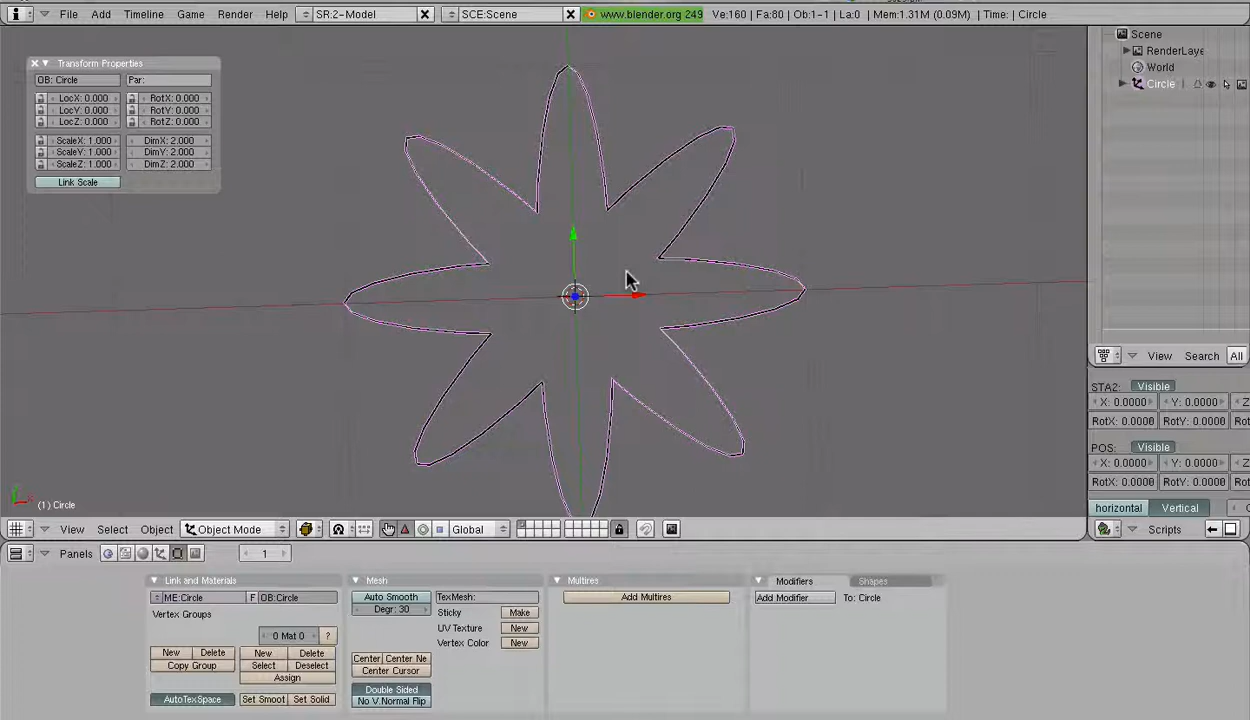 File Add Timeline Game Render Help SR:2-Model SCE:Scene www.blender.org 249 Ve:160 | Fa:80 | Ob:1-1 | La:0 | Mem:1.31M (0.09M) | Time: | Circle
Transform Properties
OB: Circle Par:
LocX: 0.000 RotX: 0.000
LocY: 0.000 RotY: 0.000
LocZ: 0.000 RotZ: 0.000
ScaleX: 1.000 DimX: 2.000
ScaleY: 1.000 DimY: 2.000
ScaleZ: 1.000 DimZ: 2.000
Link Scale
Scene
RenderLaye
World
Circle
View Search All
STA2: Visible
X: 0.0000 Y: 0.0000 Z
RotX: 0.0000 RotY: 0.0000 RotZ
POS: Visible
X: 0.0000 Y: 0.0000 Z
RotX: 0.0000 RotY: 0.0000 RotZ
horizontal Vertical
Scripts
(1) Circle
View Select Object Object Mode Global
Panels 1
Link and Materials
ME:Circle F OB:Circle
Vertex Groups
0 Mat 0 ?
New Delete New Delete
Copy Group Select Deselect
Assign
AutoTexSpace Set Smoot Set Solid
Mesh
Auto Smooth TexMesh:
Degr: 30 Sticky Make
UV Texture New
Vertex Color New
Center Center Ne
Center Cursor
Double Sided
No V.Normal Flip
Multires
Add Multires
Modifiers Shapes
Add Modifier To: Circle